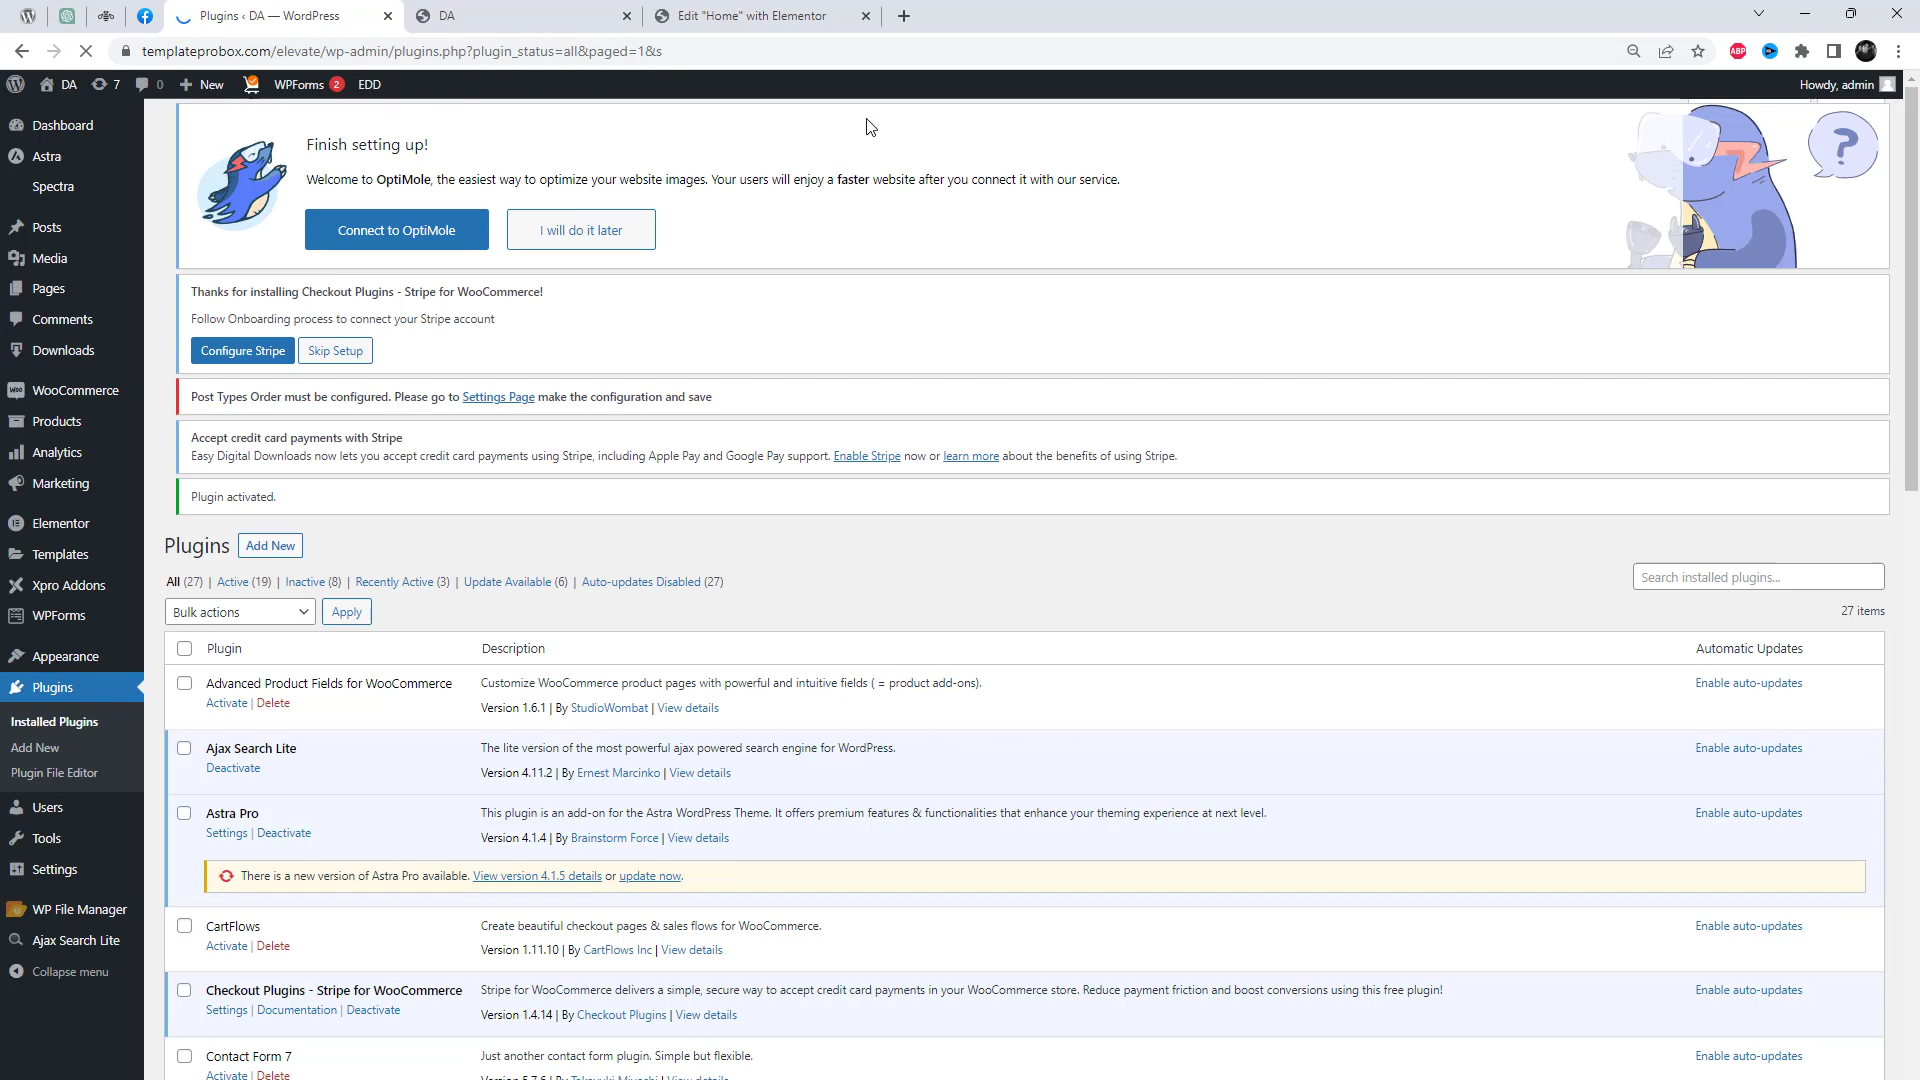 Plugins ‹ DA — WordPress
DA
Edit "Home" with Elementor
templateprobox.com/elevate/wp-admin/plugins.php?plugin_status=all&paged=1&s
ABP
DA
7
0
New
WPForms 2
EDD
Howdy, admin
Dashboard
Astra
Spectra
Posts
Media
Pages
Comments
Downloads
WooCommerce
Products
Analytics
Marketing
Elementor
Templates
Xpro Addons
WPForms
Appearance
Plugins
Installed Plugins
Add New
Plugin File Editor
Users
Tools
Settings
WP File Manager
Ajax Search Lite
Collapse menu
Finish setting up!
Welcome to OptiMole, the easiest way to optimize your website images. Your users will enjoy a faster website after you connect it with our service.
Connect to OptiMole
I will do it later
?
Thanks for installing Checkout Plugins - Stripe for WooCommerce!
Follow Onboarding process to connect your Stripe account
Configure Stripe
Skip Setup
Post Types Order must be configured. Please go to Settings Page make the configuration and save
Accept credit card payments with Stripe
Easy Digital Downloads now lets you accept credit card payments using Stripe, including Apple Pay and Google Pay support. Enable Stripe now or learn more about the benefits of using Stripe.
Plugin activated.
Plugins
Add New
All (27) | Active (19) | Inactive (8) | Recently Active (3) | Update Available (6) | Auto-updates Disabled (27)
Search installed plugins...
Bulk actions
Apply
27 items
Plugin
Description
Automatic Updates
Advanced Product Fields for WooCommerce
Activate | Delete
Customize WooCommerce product pages with powerful and intuitive fields ( = product add-ons).
Version 1.6.1 | By StudioWombat | View details
Enable auto-updates
Ajax Search Lite
Deactivate
The lite version of the most powerful ajax powered search engine for WordPress.
Version 4.11.2 | By Ernest Marcinko | View details
Enable auto-updates
Astra Pro
Settings | Deactivate
This plugin is an add-on for the Astra WordPress Theme. It offers premium features & functionalities that enhance your theming experience at next level.
Version 4.1.4 | By Brainstorm Force | View details
Enable auto-updates
There is a new version of Astra Pro available. View version 4.1.5 details or update now.
CartFlows
Activate | Delete
Create beautiful checkout pages & sales flows for WooCommerce.
Version 1.11.10 | By CartFlows Inc | View details
Enable auto-updates
Checkout Plugins - Stripe for WooCommerce
Settings | Documentation | Deactivate
Stripe for WooCommerce delivers a simple, secure way to accept credit card payments in your WooCommerce store. Reduce payment friction and boost conversions using this free plugin!
Version 1.4.14 | By Checkout Plugins | View details
Enable auto-updates
Contact Form 7
Activate | Delete
Just another contact form plugin. Simple but flexible.
Version 5.7.6 | By Takayuki Miyoshi | View details
Enable auto-updates